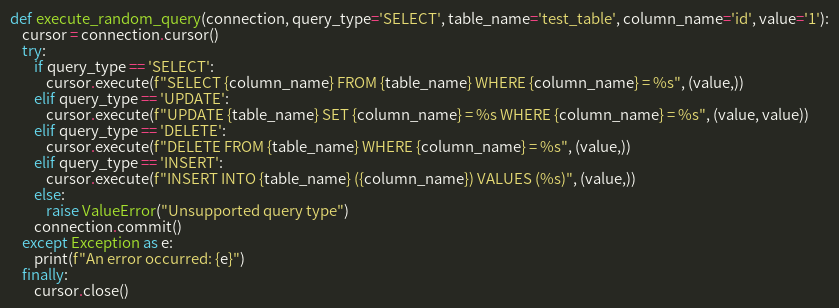 def execute_random_query(connection, query_type='SELECT', table_name='test_table', column_name='id', value='1'):
    cursor = connection.cursor()
    try:
        if query_type == 'SELECT':
            cursor.execute(f"SELECT {column_name} FROM {table_name} WHERE {column_name} = %s", (value,))
        elif query_type == 'UPDATE':
            cursor.execute(f"UPDATE {table_name} SET {column_name} = %s WHERE {column_name} = %s", (value, value))
        elif query_type == 'DELETE':
            cursor.execute(f"DELETE FROM {table_name} WHERE {column_name} = %s", (value,))
        elif query_type == 'INSERT':
            cursor.execute(f"INSERT INTO {table_name} ({column_name}) VALUES (%s)", (value,))
        else:
            raise ValueError("Unsupported query type")
        connection.commit()
    except Exception as e:
        print(f"An error occurred: {e}")
    finally:
        cursor.close()